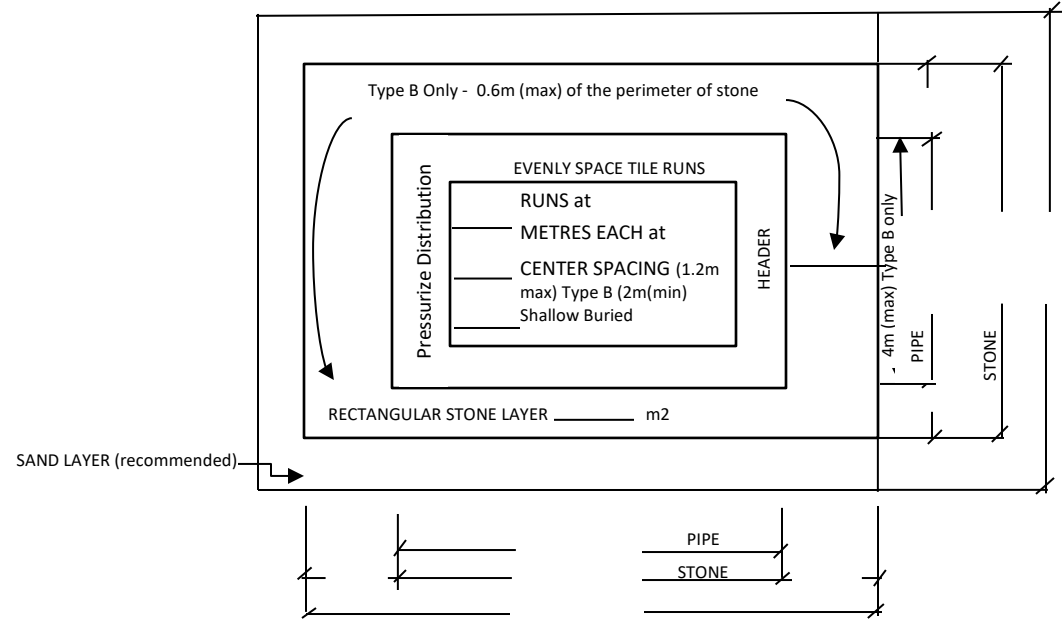 Type B Only - 0.6m (max) of the perimeter of stone
EVENLY SPACE TILE RUNS
Pressurize Distribution
RUNS at
METRES EACH at
CENTER SPACING (1.2m
max) Type B (2m(min)
Shallow Buried
HEADER
4m (max) Type B only
PIPE
STONE
RECTANGULAR STONE LAYER ________ m2
SAND LAYER (recommended)
PIPE
STONE